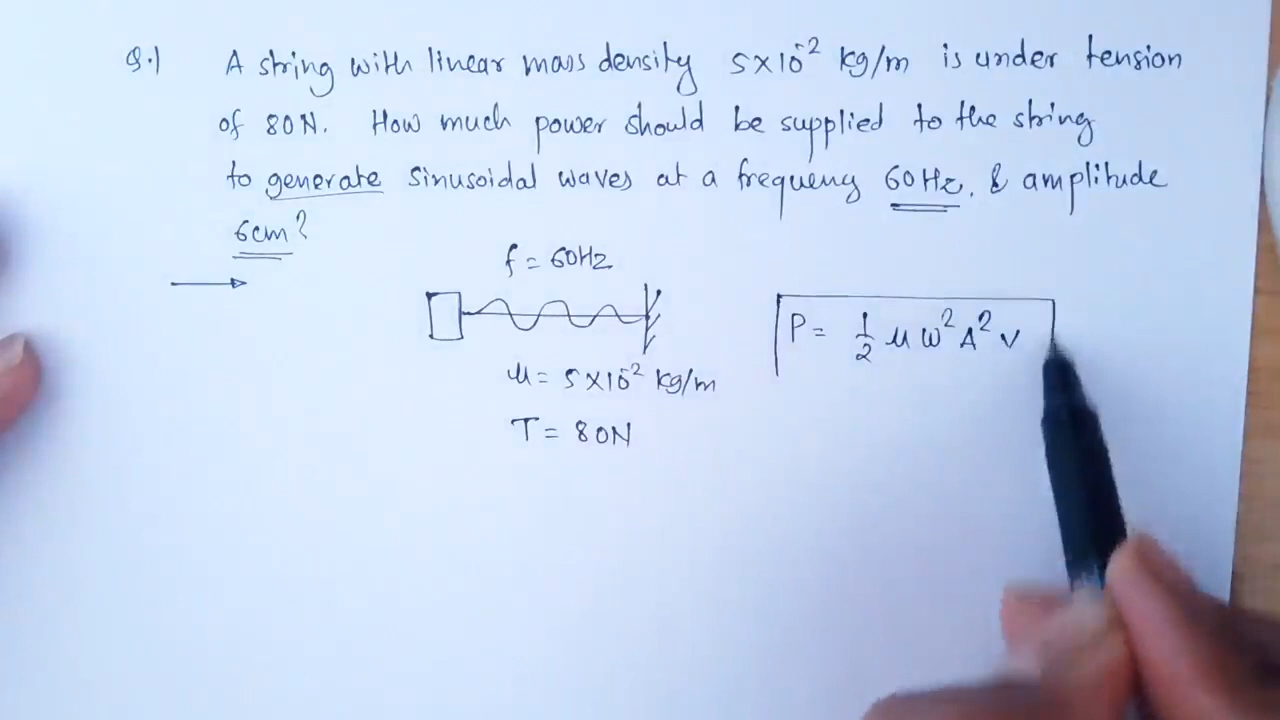 Q.1 A string with linear mass density 5×10⁻² kg/m is under tension
of 80N. How much power should be supplied to the string
to generate sinusoidal waves at a frequency 60Hz, & amplitude
6cm?
f = 60Hz
P = 1/2 μ ω² A² v
μ = 5×10⁻² kg/m
T = 80N